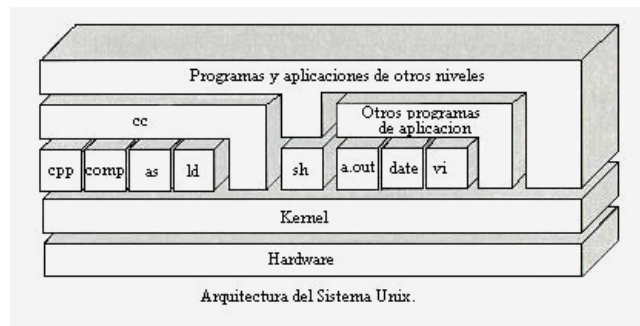 Programas y aplicaciones de otros niveles
cc
Otros programas
de aplicacion
cpp comp as ld sh a.out date vi
Kernel
Hardware
Arquitectura del Sistema Unix.